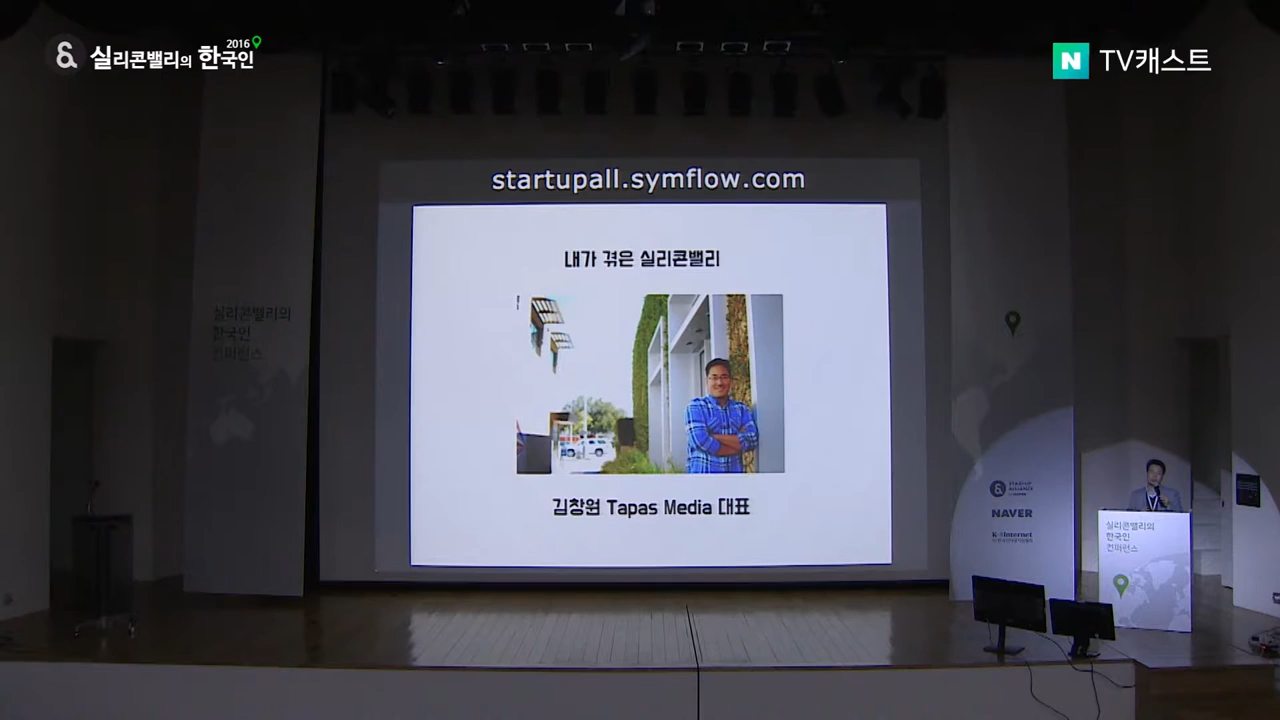 실리콘밸리의 한국인
2016
N TV캐스트
startupall.symflow.com
내가 겪은 실리콘밸리
김창원 Tapas Media 대표
실리콘밸리의
한국인
컨퍼런스
STARTUP
ALLIANCE
NAVER
K-Internet
실리콘밸리의
한국인
컨퍼런스